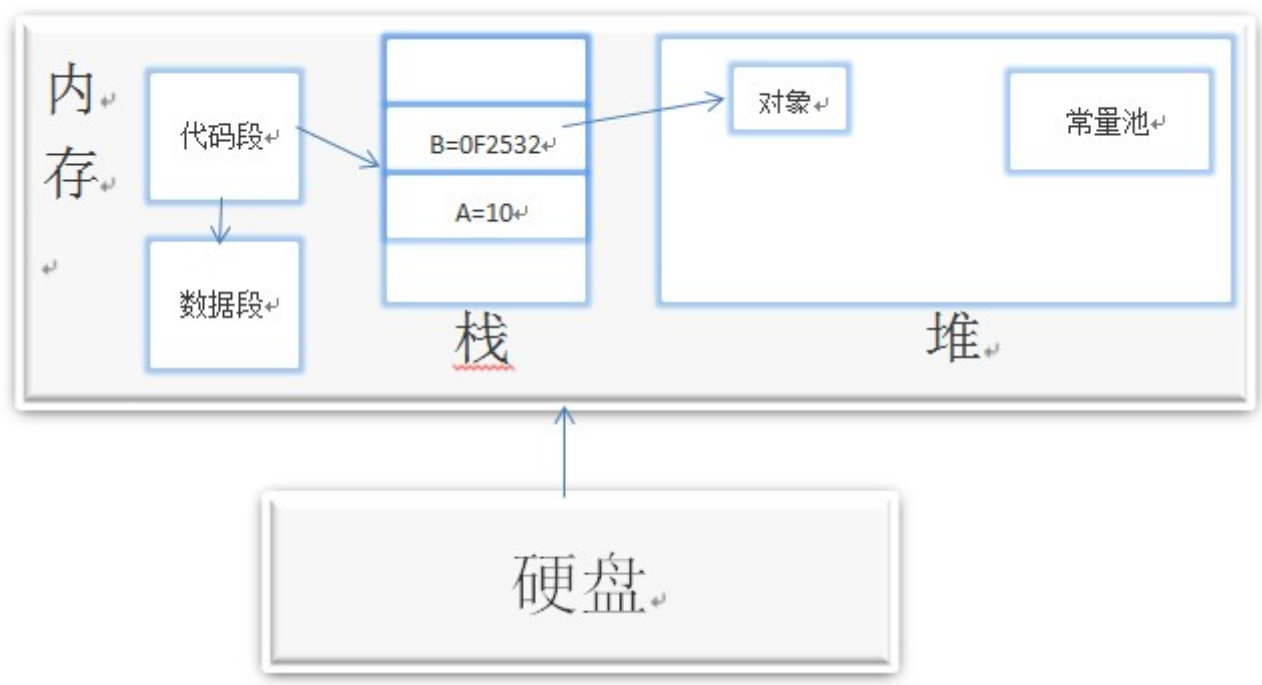 内
存
代码段
数据段
B=0F2532
A=10
栈
对象
常量池
堆
硬盘